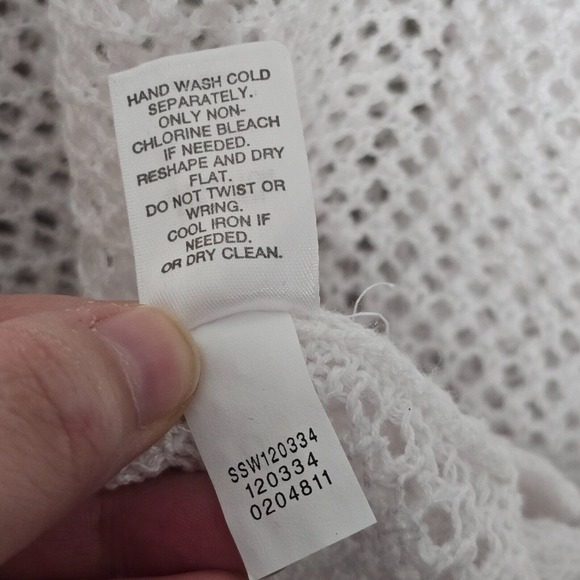 HAND WASH COLD
SEPARATELY.
ONLY NON-
CHLORINE BLEACH
IF NEEDED.
RESHAPE AND DRY
FLAT.
DO NOT TWIST OR
WRING.
COOL IRON IF
NEEDED.
OR DRY CLEAN.
SSW120334
120334
0204811